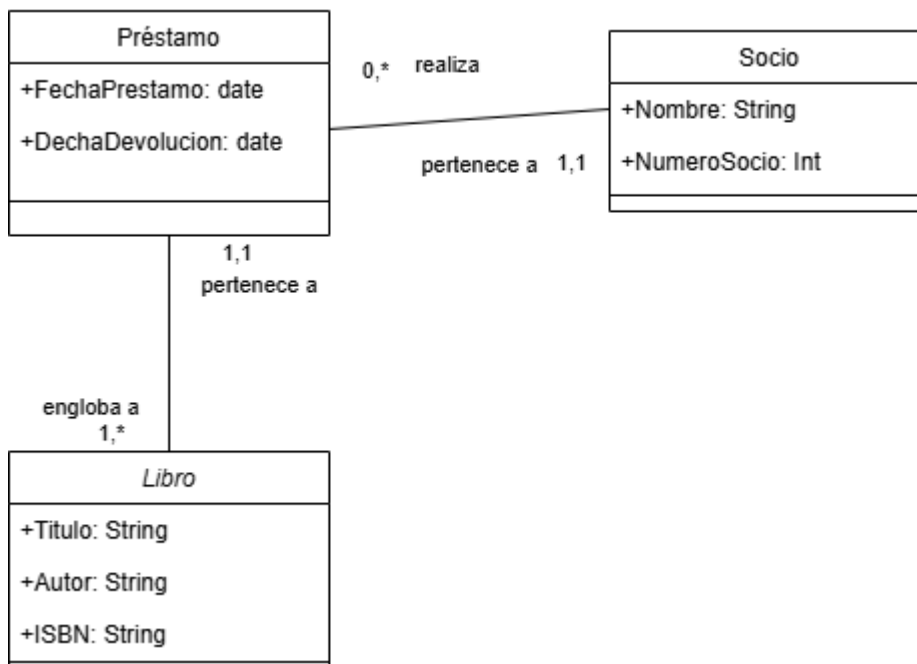 Préstamo
+FechaPrestamo: date
+DechaDevolucion: date
0,* realiza
pertenece a 1,1
Socio
+Nombre: String
+NumeroSocio: Int
1,1
pertenece a
engloba a
1,*
Libro
+Titulo: String
+Autor: String
+ISBN: String